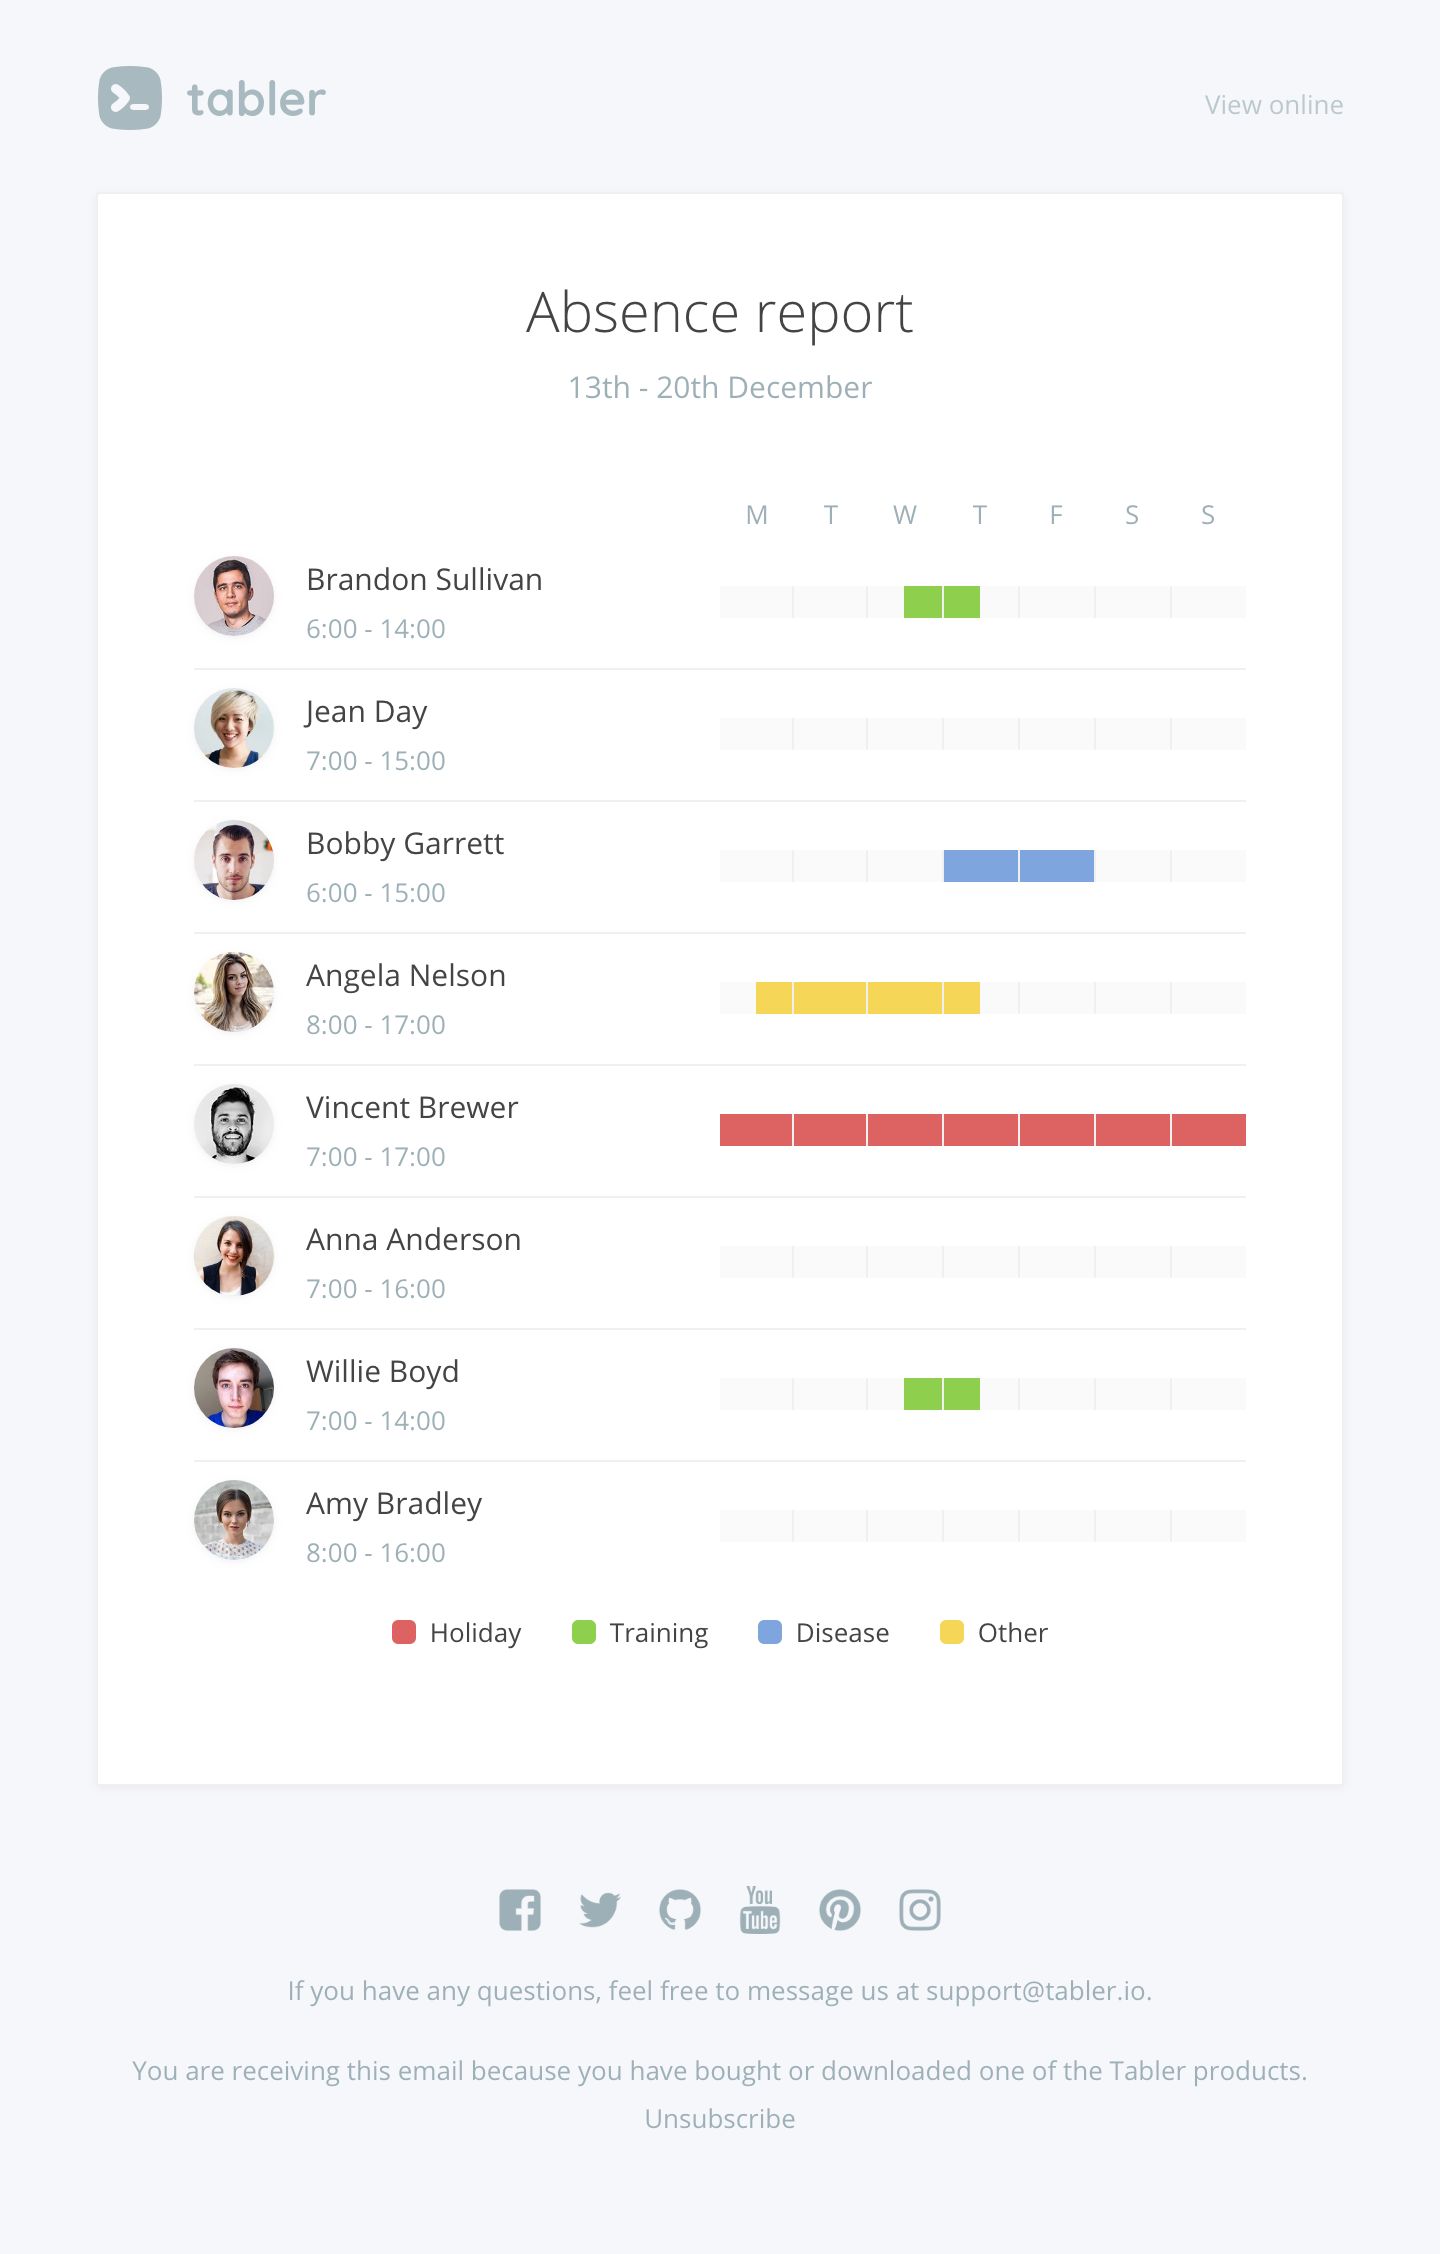 tabler
View online
Absence report
13th - 20th December
M T W T F S S
Brandon Sullivan
6:00 - 14:00
Jean Day
7:00 - 15:00
Bobby Garrett
6:00 - 15:00
Angela Nelson
8:00 - 17:00
Vincent Brewer
7:00 - 17:00
Anna Anderson
7:00 - 16:00
Willie Boyd
7:00 - 14:00
Amy Bradley
8:00 - 16:00
Holiday Training Disease Other
You
Tube
If you have any questions, feel free to message us at support@tabler.io.
You are receiving this email because you have bought or downloaded one of the Tabler products.
Unsubscribe